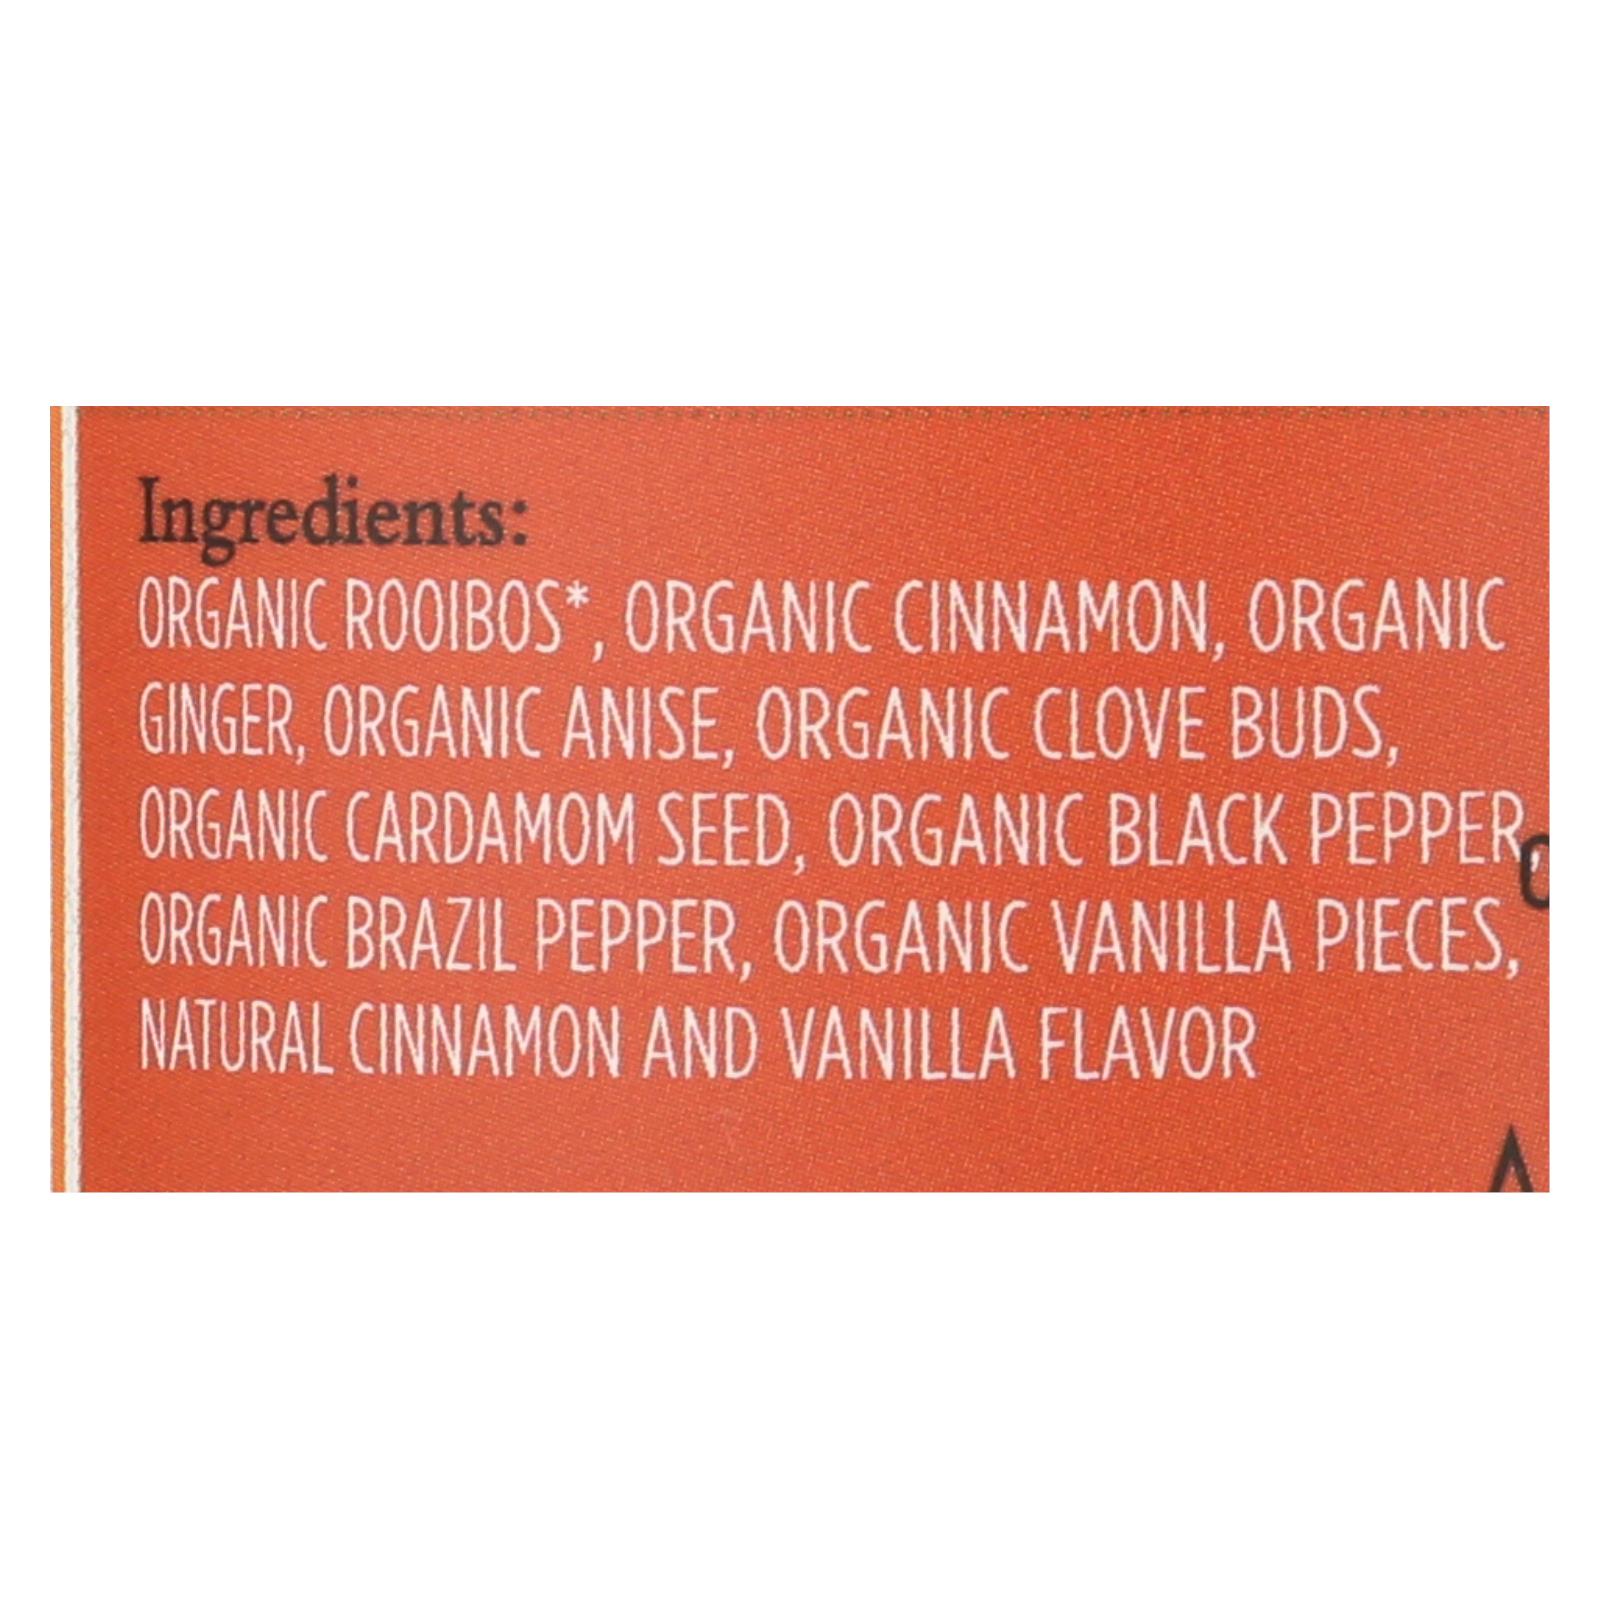 Ingredients:
ORGANIC ROOIBOS*, ORGANIC CINNAMON, ORGANIC
GINGER, ORGANIC ANISE, ORGANIC CLOVE BUDS,
ORGANIC CARDAMOM SEED, ORGANIC BLACK PEPPER,
ORGANIC BRAZIL PEPPER, ORGANIC VANILLA PIECES,
NATURAL CINNAMON AND VANILLA FLAVOR